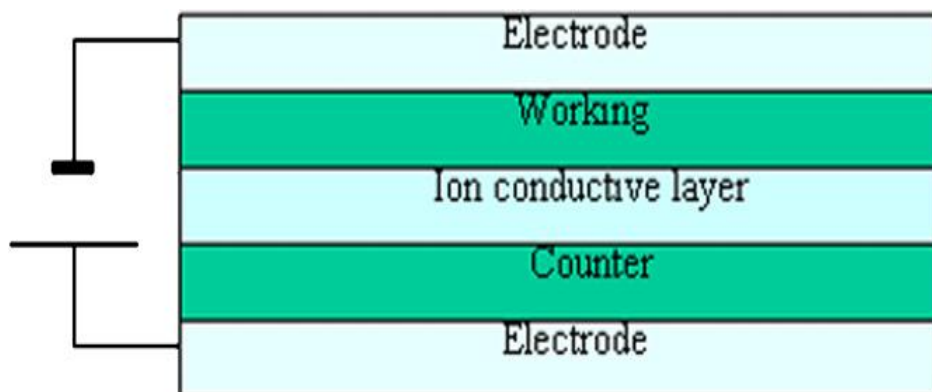 Electrode
Working
Ion conductive layer
Counter
Electrode